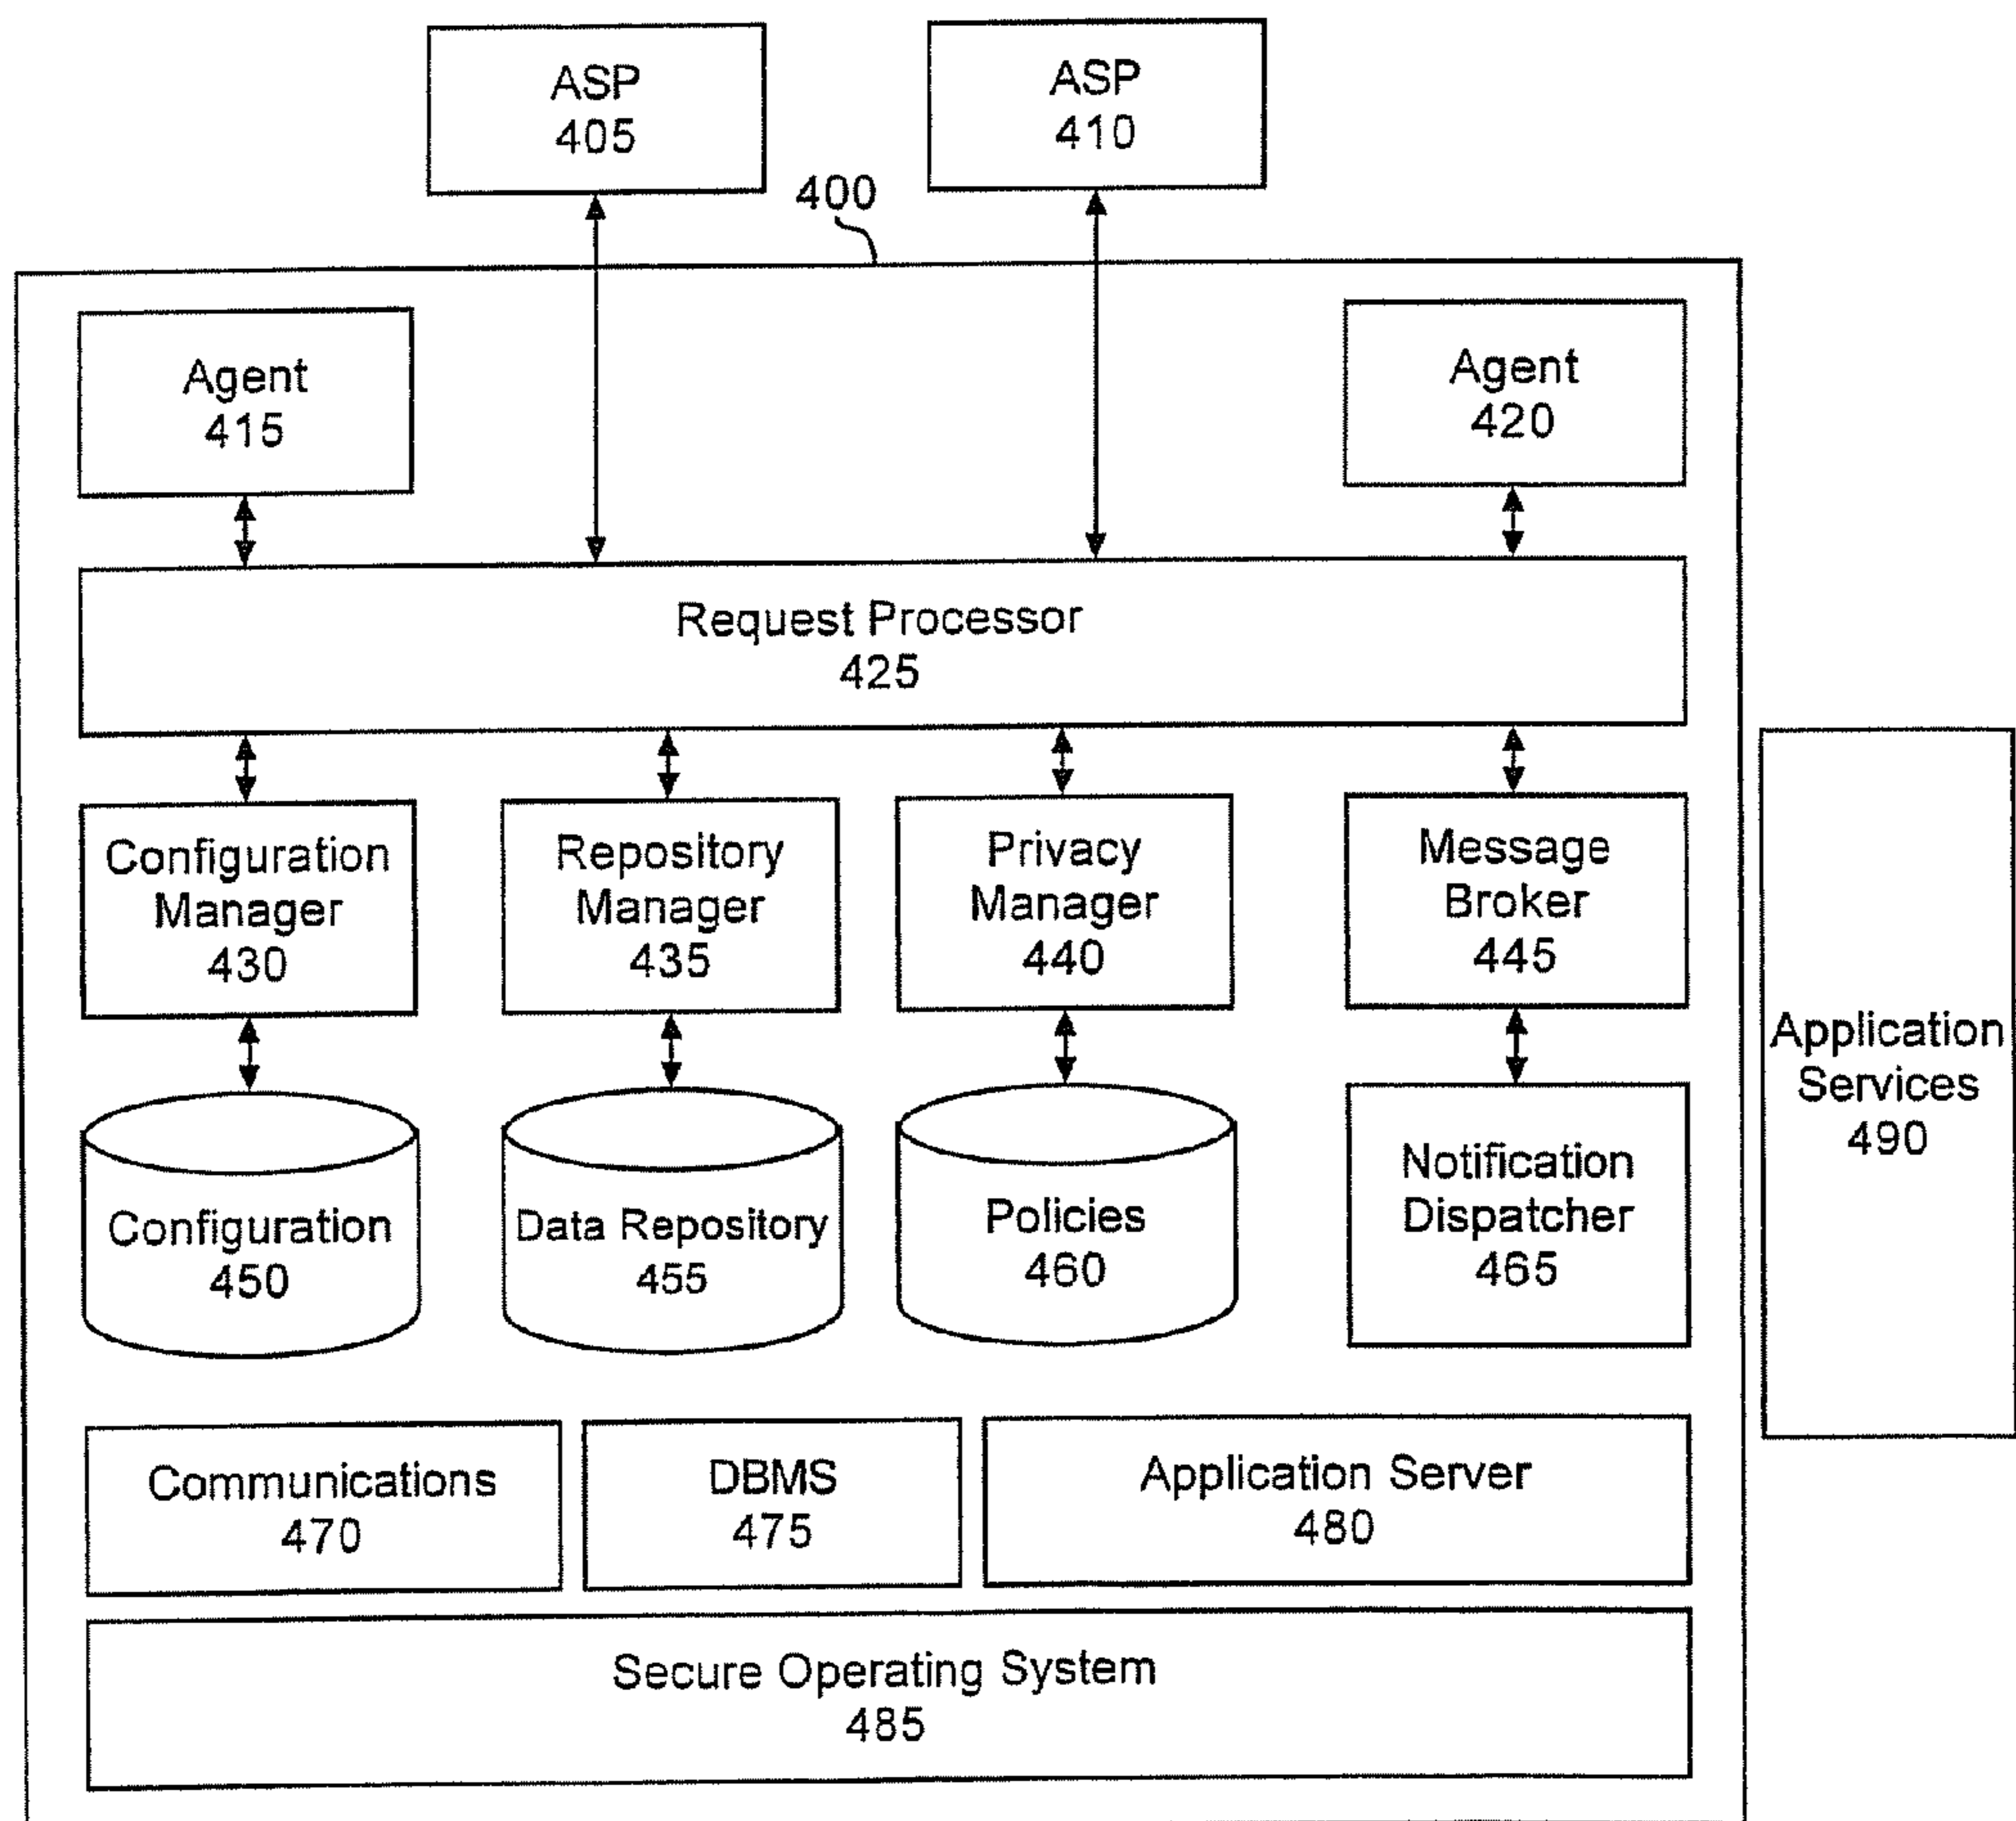 ASP
405
ASP
410
400
Agent
415
Agent
420
Request Processor
425
Configuration
Manager
430
Repository
Manager
435
Privacy
Manager
440
Message
Broker
445
Application
Services
490
Configuration
450
Data Repository
455
Policies
460
Notification
Dispatcher
465
Communications
470
DBMS
475
Application Server
480
Secure Operating System
485